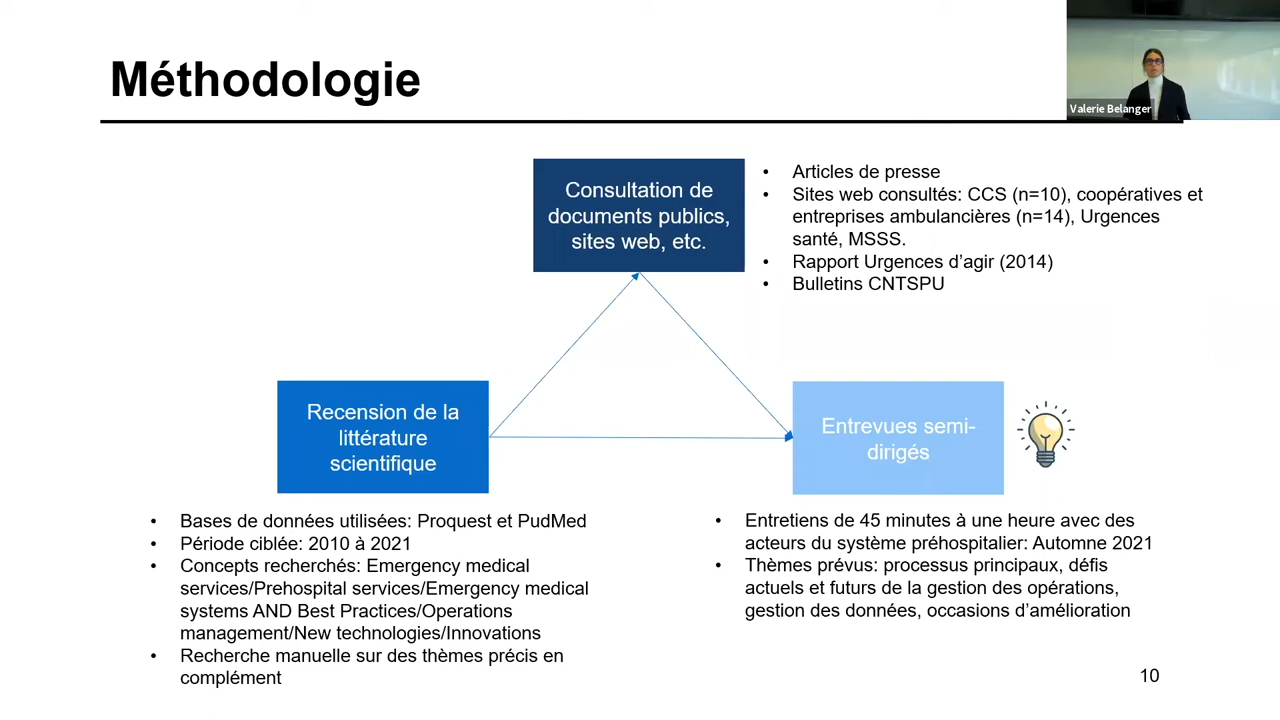 Méthodologie
Valerie Belanger
Consultation de
documents publics,
sites web, etc.
• Articles de presse
• Sites web consultés: CCS (n=10), coopératives et
entreprises ambulancières (n=14), Urgences
santé, MSSS.
• Rapport Urgences d’agir (2014)
• Bulletins CNTSPU
Recension de la
littérature
scientifique
Entrevues semi-
dirigés
• Bases de données utilisées: Proquest et PudMed
• Période ciblée: 2010 à 2021
• Concepts recherchés: Emergency medical
services/Prehospital services/Emergency medical
systems AND Best Practices/Operations
management/New technologies/Innovations
• Recherche manuelle sur des thèmes précis en
complément
• Entretiens de 45 minutes à une heure avec des
acteurs du système préhospitalier: Automne 2021
• Thèmes prévus: processus principaux, défis
actuels et futurs de la gestion des opérations,
gestion des données, occasions d’amélioration
10